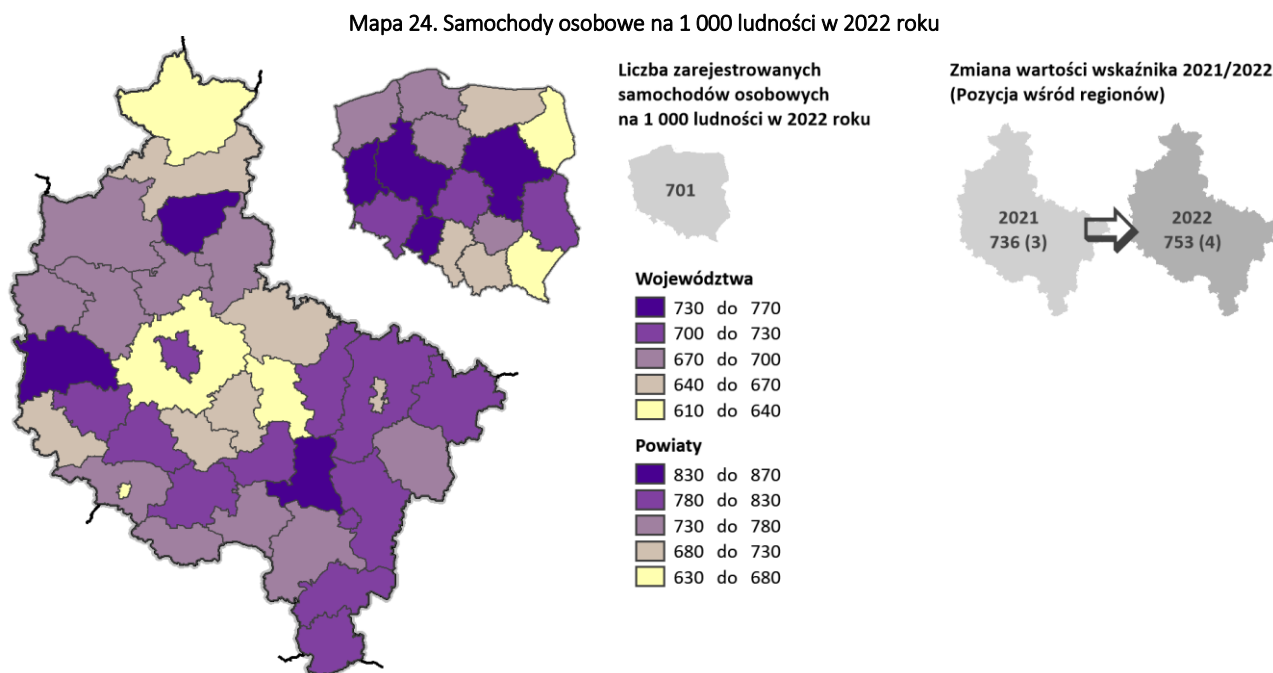 Mapa 24. Samochody osobowe na 1 000 ludności w 2022 roku
Liczba zarejestrowanych
samochodów osobowych
na 1 000 ludności w 2022 roku
701
Zmiana wartości wskaźnika 2021/2022
(Pozycja wśród regionów)
2021
736 (3)
2022
753 (4)
Województwa
730 do 770
700 do 730
670 do 700
640 do 670
610 do 640
Powiaty
830 do 870
780 do 830
730 do 780
680 do 730
630 do 680